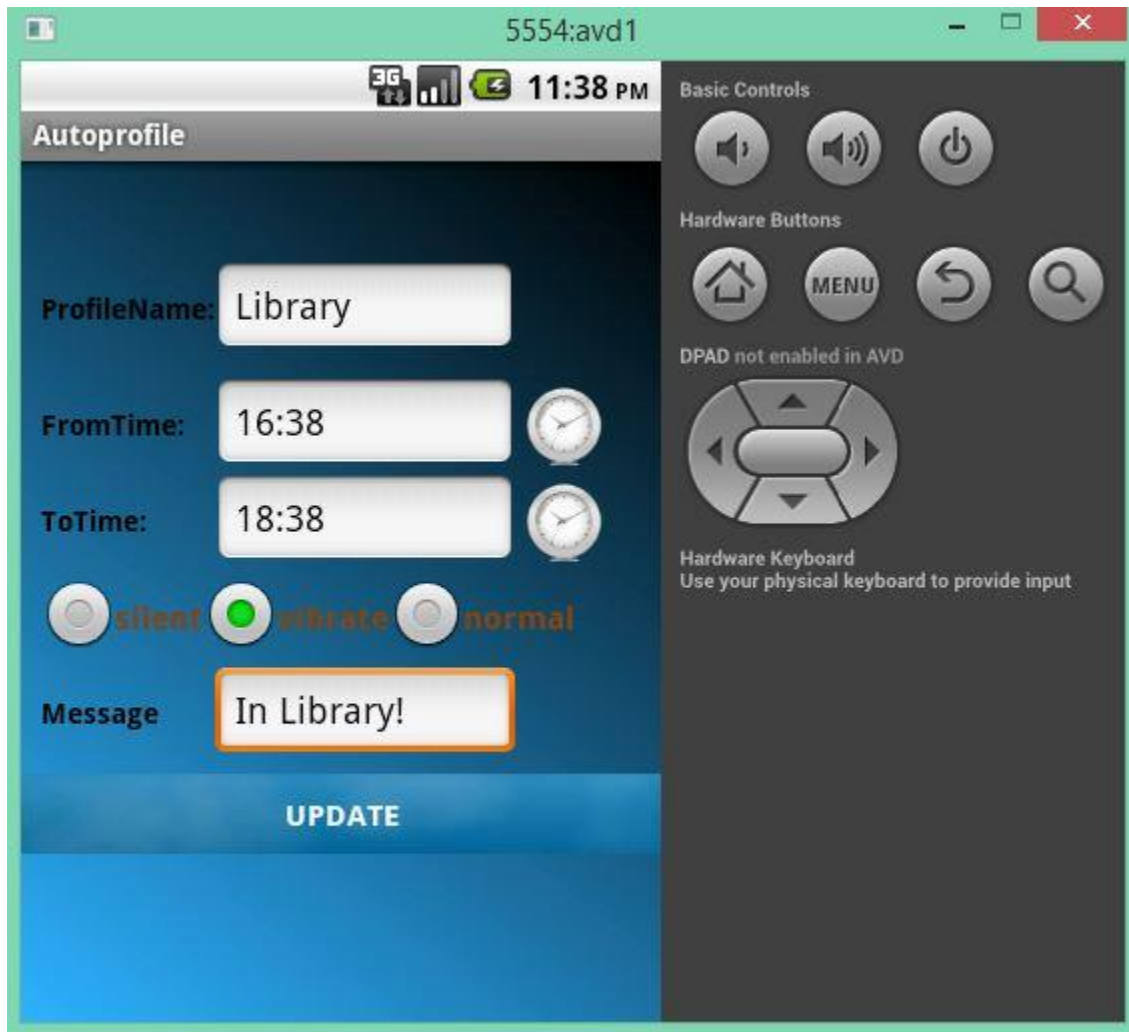 5554:avd1
3G 11:38 PM
Autoprofile
ProfileName: Library
FromTime: 16:38
ToTime: 18:38
silent vibrate normal
Message In Library!
UPDATE
Basic Controls
Hardware Buttons
MENU
DPAD not enabled in AVD
Hardware Keyboard
Use your physical keyboard to provide input